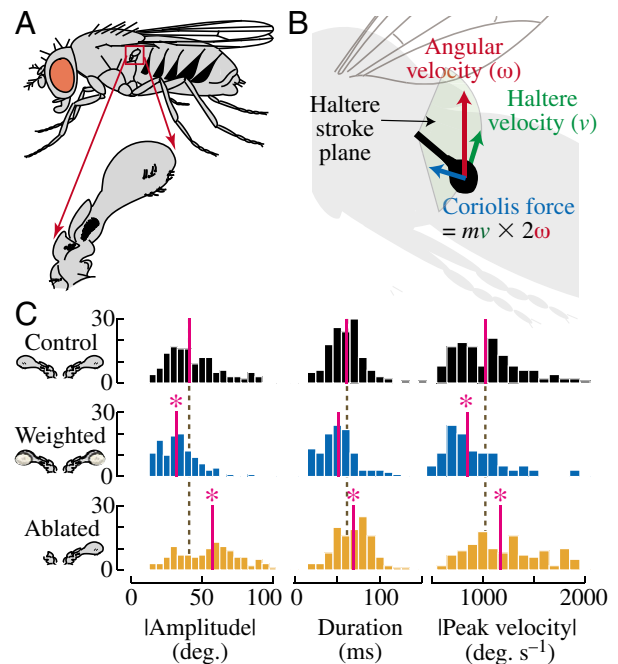 A
B
Angular
velocity (ω)
Haltere
stroke
plane
Haltere
velocity (v)
Coriolis force
= mv × 2ω
C
Control
30
0
Weighted
*
*
30
0
Ablated
*
*
*
30
0
0
50
100
0
100
1000
2000
|Amplitude|
(deg.)
Duration
(ms)
|Peak velocity|
(deg. s⁻¹)